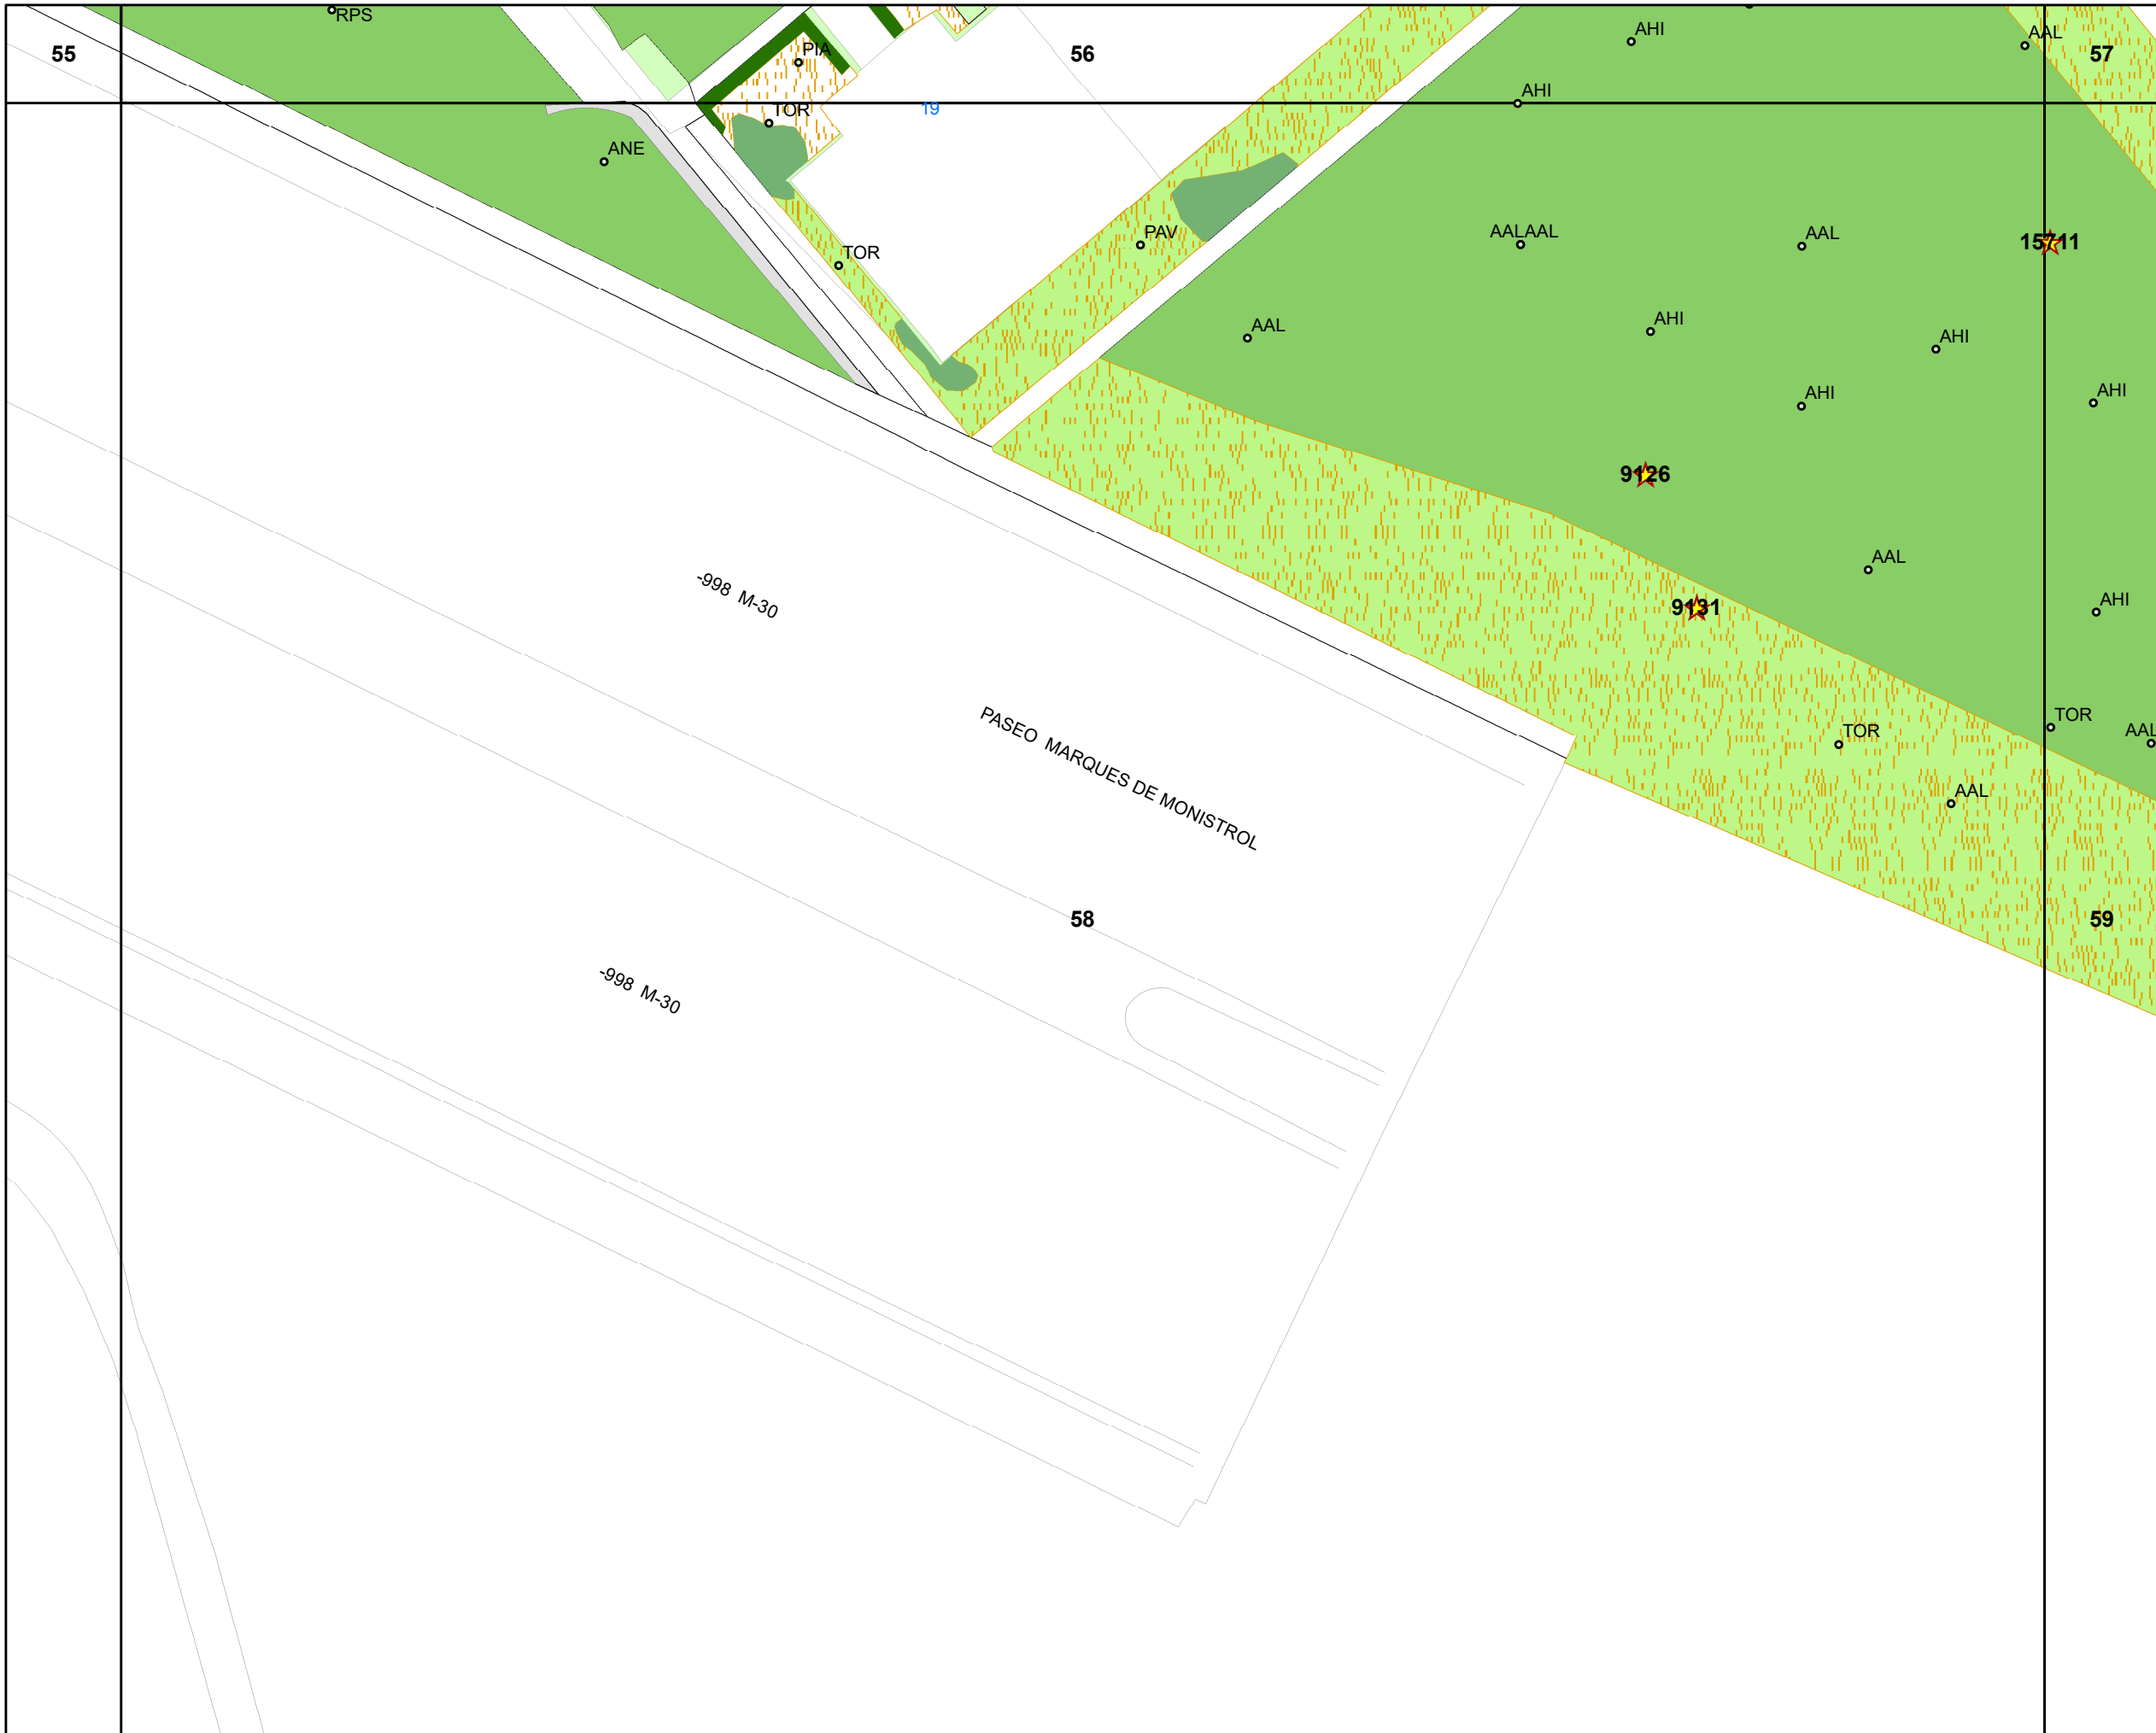 RPS
AHI
AAL
55
PIA
56
57
AHI
TOR
19
ANE
PAV
AALAAL
AAL
15711
TOR
AAL
AHI
AHI
AHI
AHI
9126
AAL
-998 M-30
9131
AHI
PASEO MARQUES DE MONISTROL
TOR
TOR
AAL
AAL
58
59
-998 M-30